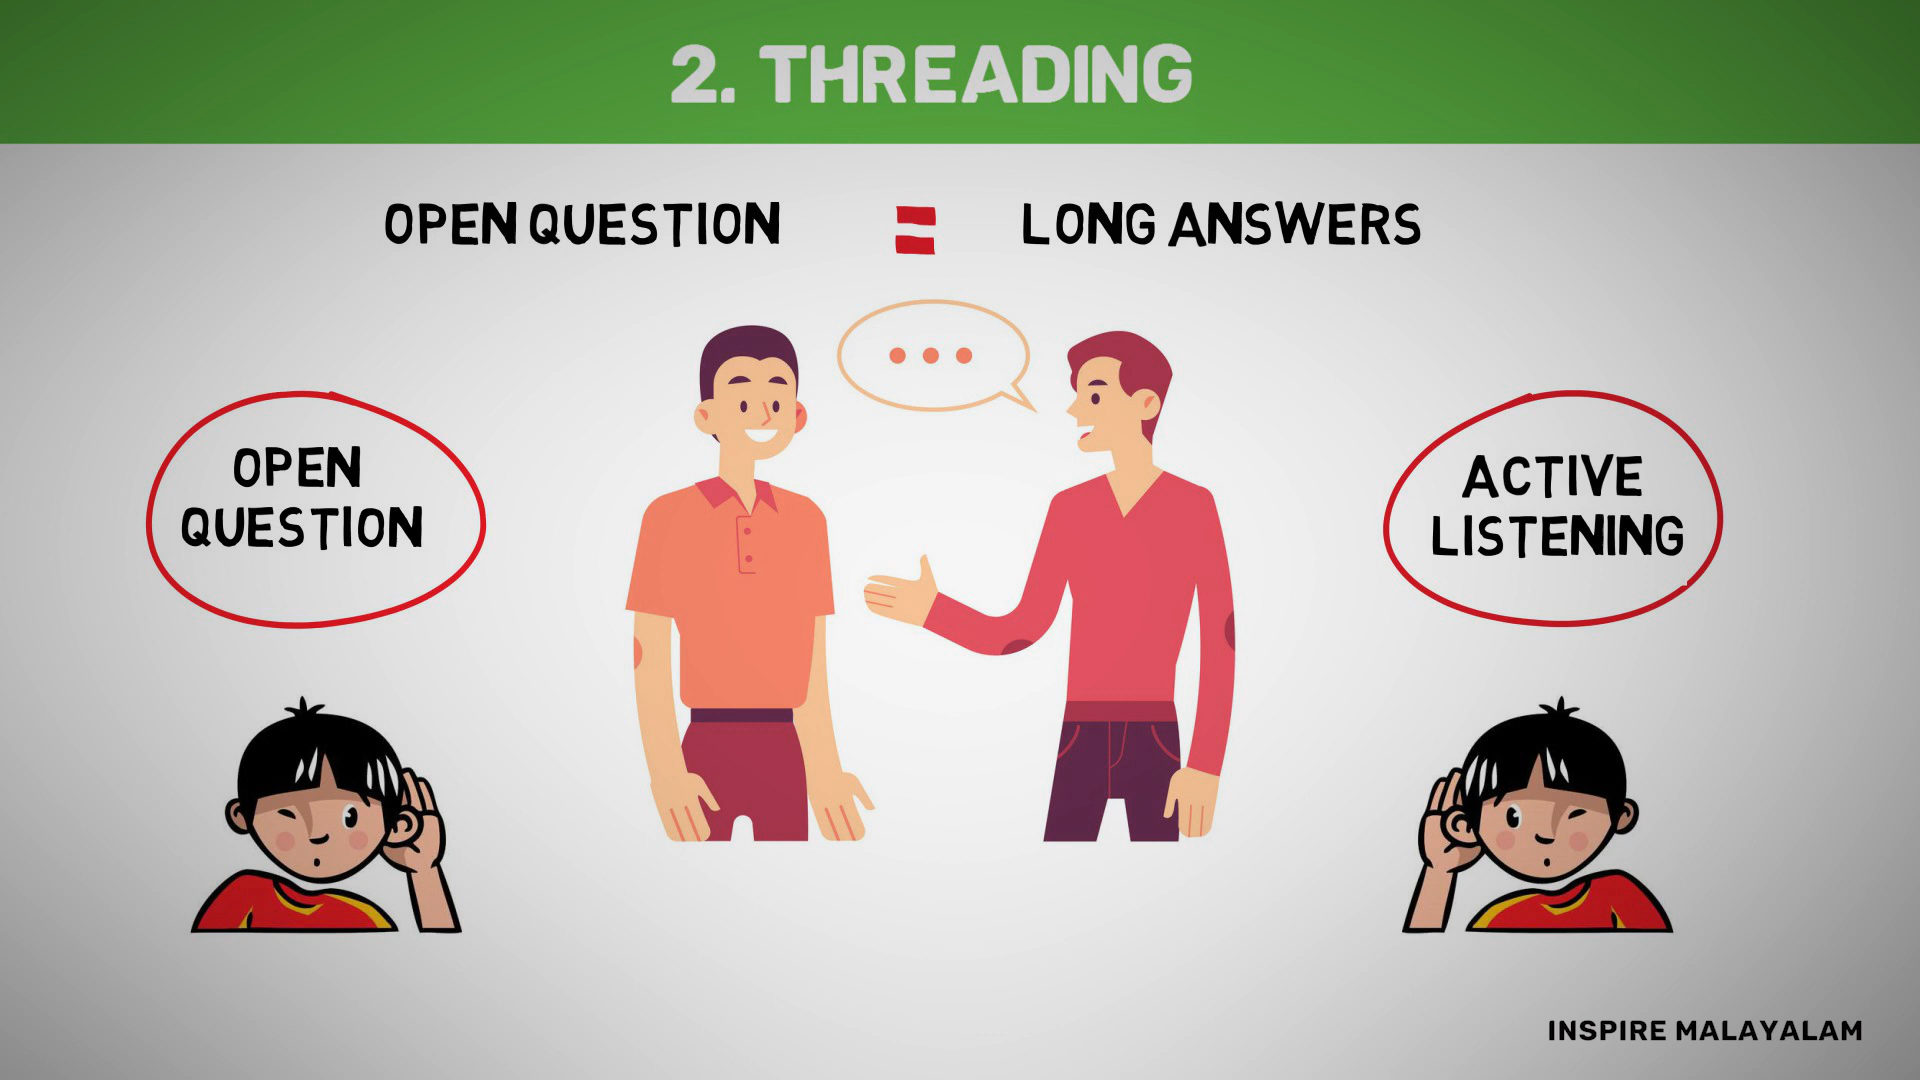 2. THREADING
OPEN QUESTION = LONG ANSWERS
OPEN
QUESTION
ACTIVE
LISTENING
INSPIRE MALAYALAM